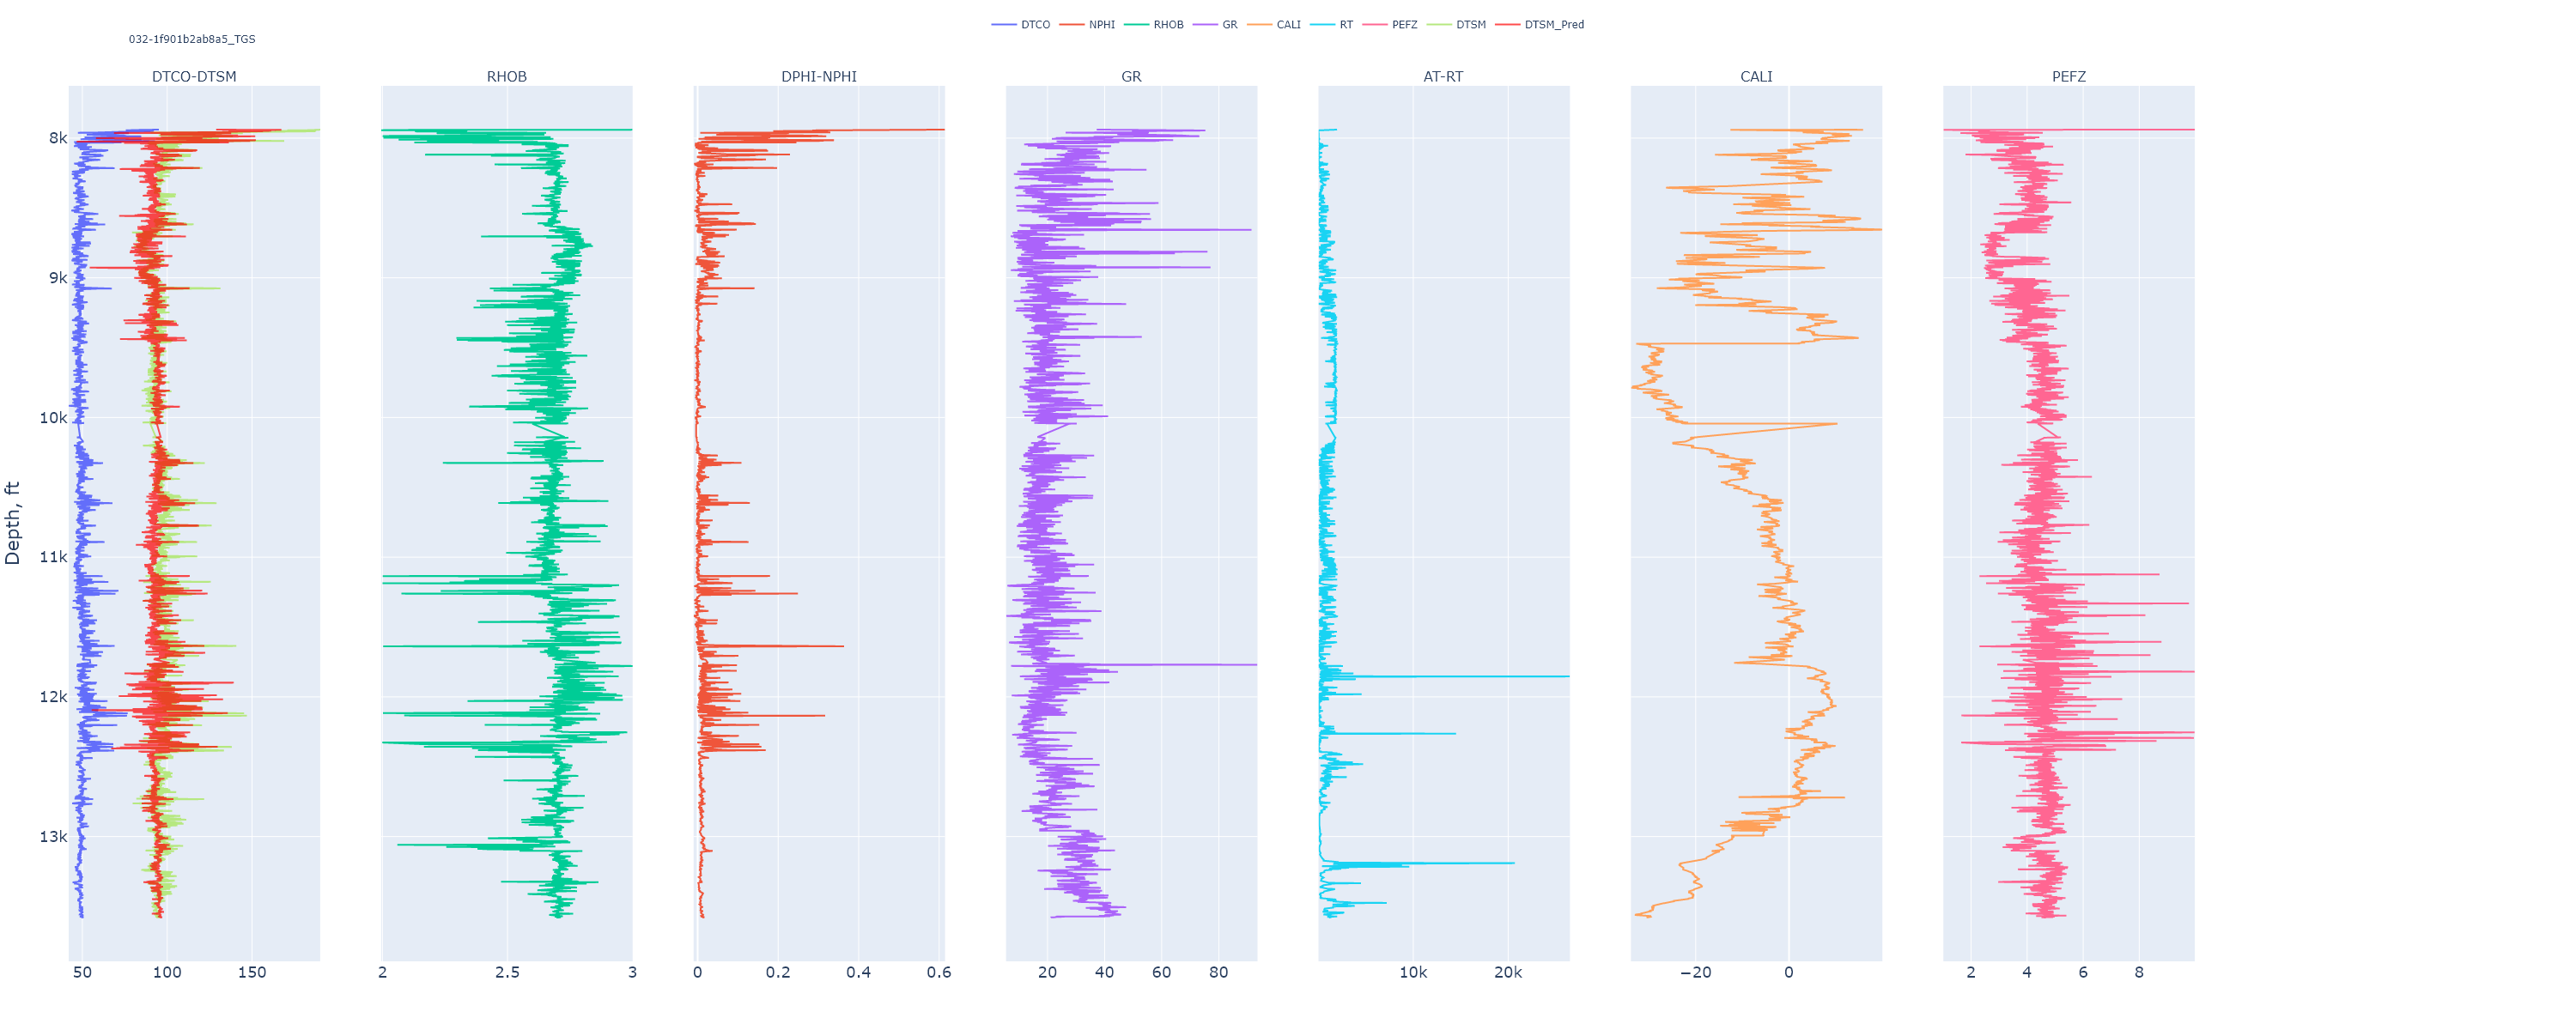 DTCO NPHI RHOB GR CALI RT PEFZ DTSM DTSM_Pred
032-1f901b2ab8a5_TGS
DTCO-DTSM RHOB DPHI-NPHI GR AT-RT CALI PEFZ
8k
9k
10k
Depth, ft
11k
12k
13k
50 100 150 2 2.5 3 0 0.2 0.4 0.6 20 40 60 80 10k 20k −20 0 2 4 6 8